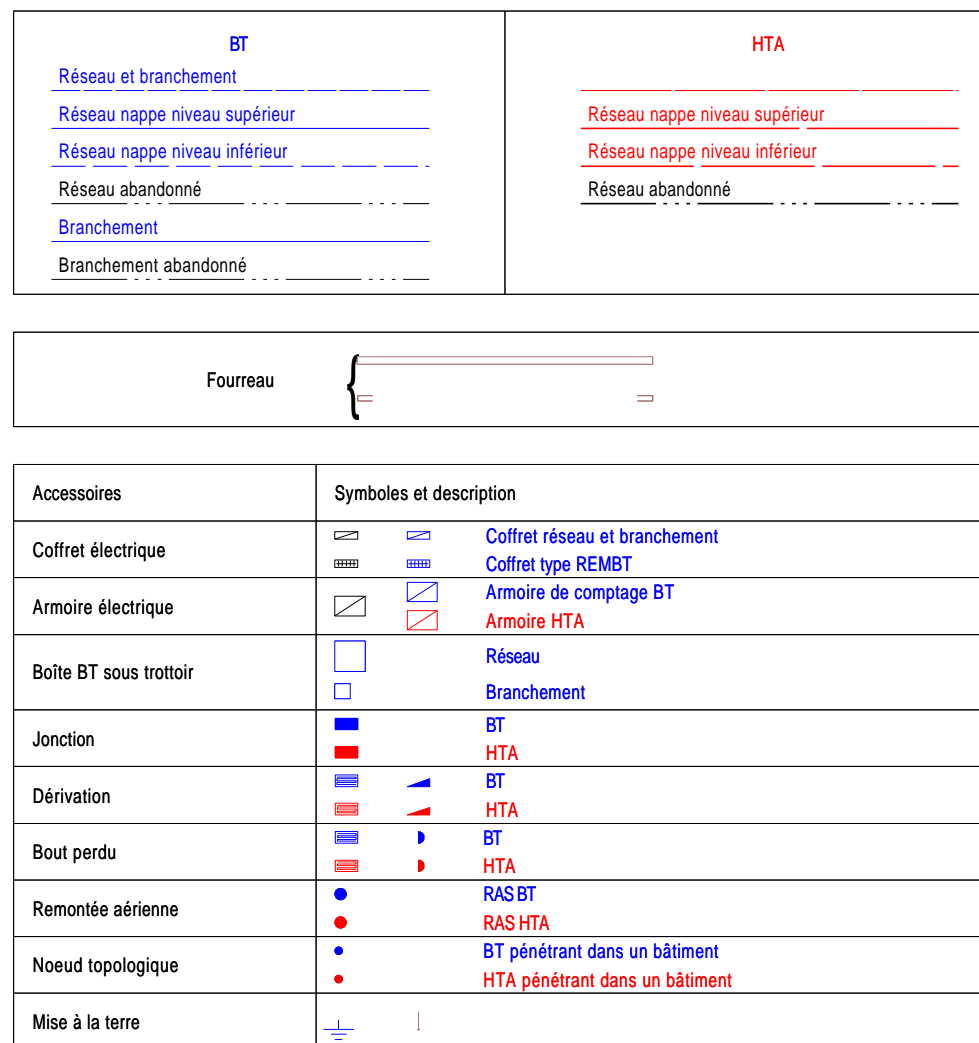 BT
Réseau et branchement
Réseau nappe niveau supérieur
Réseau nappe niveau inférieur
Réseau abandonné
Branchement
Branchement abandonné
HTA
Réseau nappe niveau supérieur
Réseau nappe niveau inférieur
Réseau abandonné
Fourreau
Accessoires
Symboles et description
Coffret électrique
Coffret réseau et branchement
Coffret type REMBT
Armoire électrique
Armoire de comptage BT
Armoire HTA
Boîte BT sous trottoir
Réseau
Branchement
Jonction
BT
HTA
Dérivation
BT
HTA
Bout perdu
BT
HTA
Remontée aérienne
RAS BT
RAS HTA
Noeud topologique
BT pénétrant dans un bâtiment
HTA pénétrant dans un bâtiment
Mise à la terre